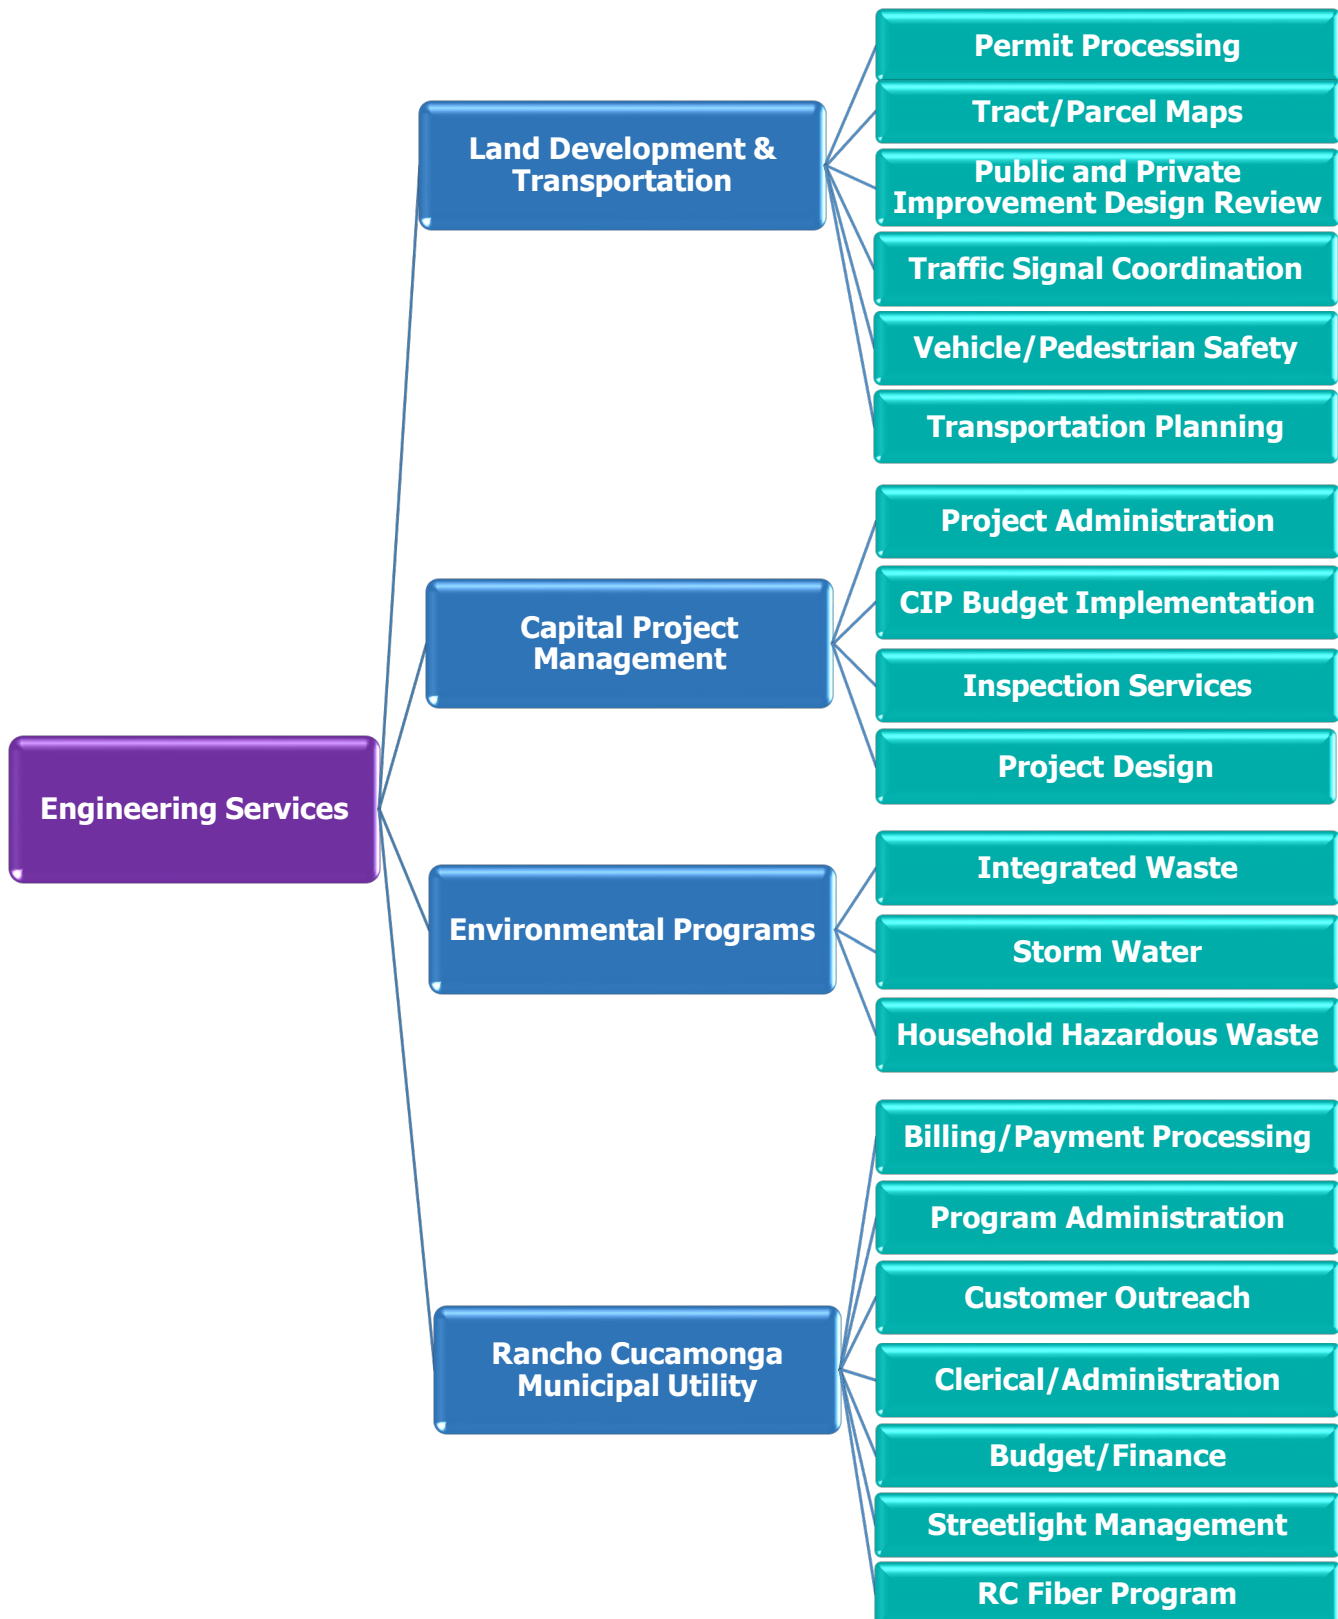 Engineering Services
Land Development &
Transportation
Permit Processing
Tract/Parcel Maps
Public and Private
Improvement Design Review
Traffic Signal Coordination
Vehicle/Pedestrian Safety
Transportation Planning
Capital Project
Management
Project Administration
CIP Budget Implementation
Inspection Services
Project Design
Environmental Programs
Integrated Waste
Storm Water
Household Hazardous Waste
Rancho Cucamonga
Municipal Utility
Billing/Payment Processing
Program Administration
Customer Outreach
Clerical/Administration
Budget/Finance
Streetlight Management
RC Fiber Program